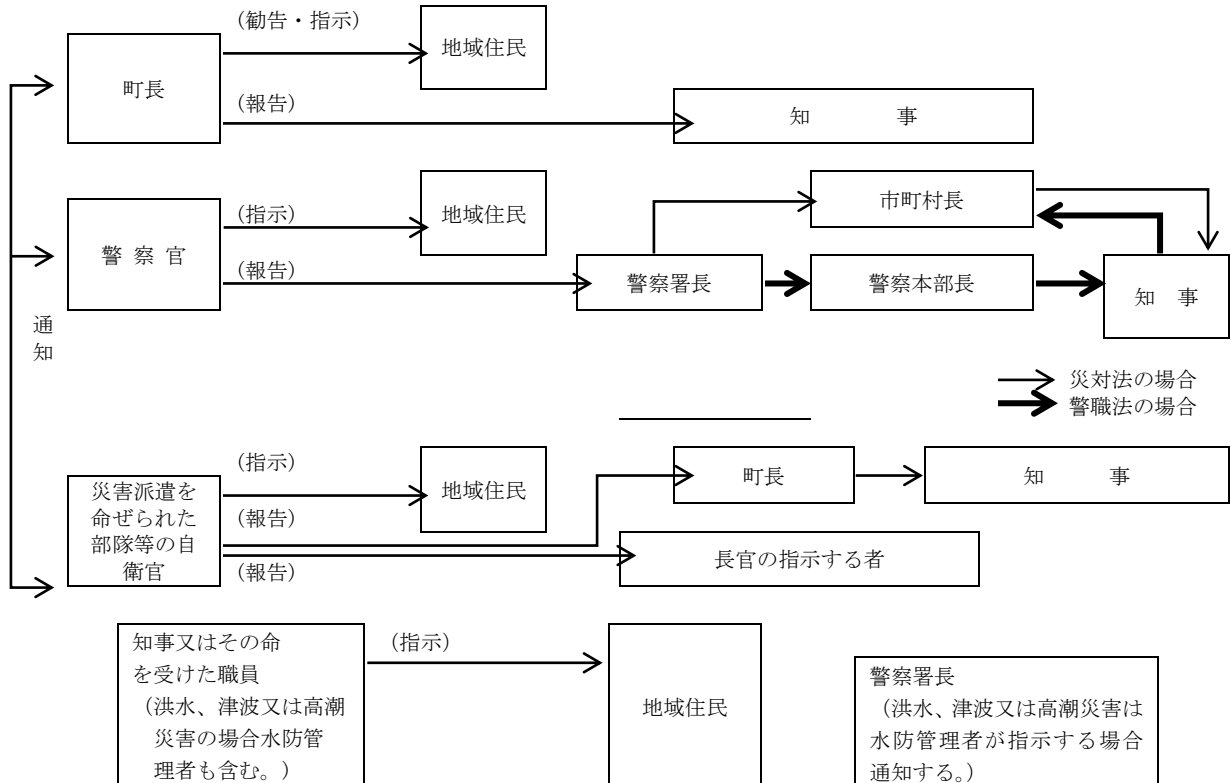 (勧告・指示)
地域住民
町長
(報告)
知　　　事
(指示)
地域住民
市町村長
警 察 官
(報告)
警察署長
警察本部長
知　事
通
知
災対法の場合
警職法の場合
(指示)
地域住民
町長
知　　　事
災害派遣を
命ぜられた
部隊等の自
衛官
(報告)
長官の指示する者
(報告)
知事又はその命
を受けた職員
（洪水、津波又は高潮
災害の場合水防管
理者も含む。）
(指示)
地域住民
警察署長
（洪水、津波又は高潮災害は
水防管理者が指示する場合
通知する。）